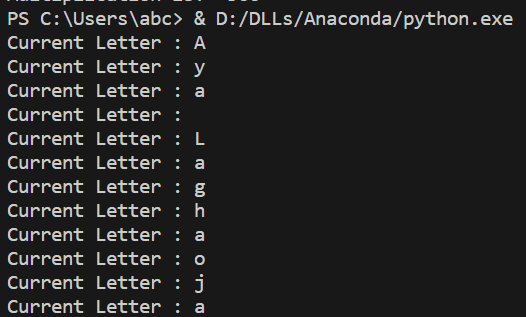 PS C:\Users\abc> & D:/DLLs/Anaconda/python.exe
Current Letter : A
Current Letter : y
Current Letter : a
Current Letter :
Current Letter : L
Current Letter : a
Current Letter : g
Current Letter : h
Current Letter : a
Current Letter : o
Current Letter : j
Current Letter : a